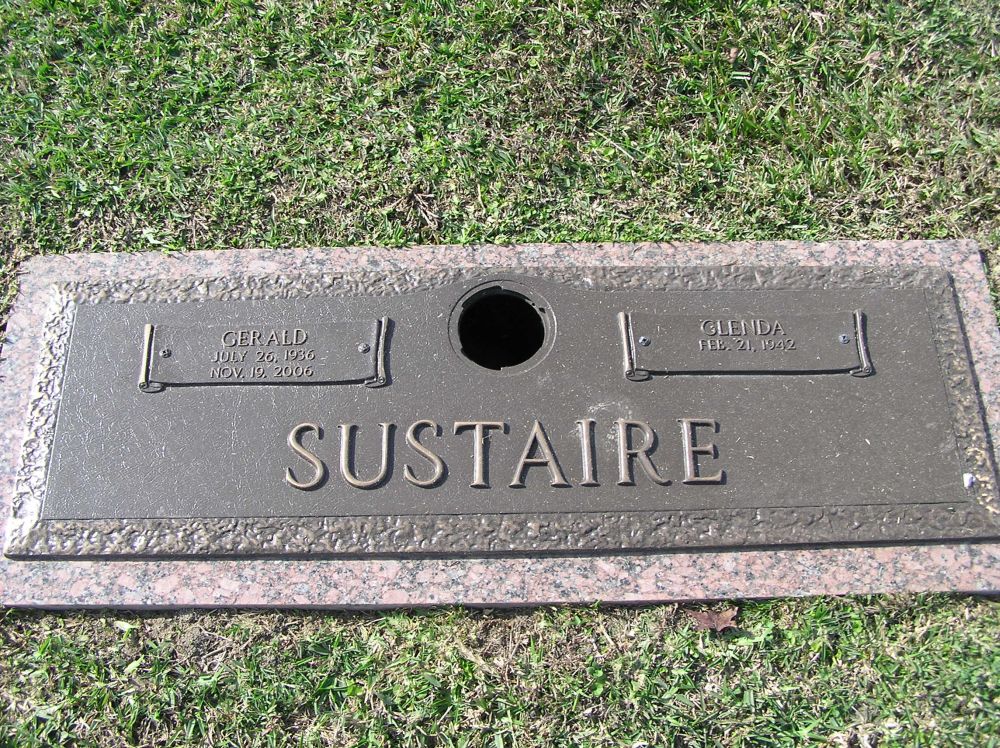 GERALD
JULY 26, 1936
NOV. 19, 2006
GLENDA
FEB. 21, 1942
SUSTAIRE